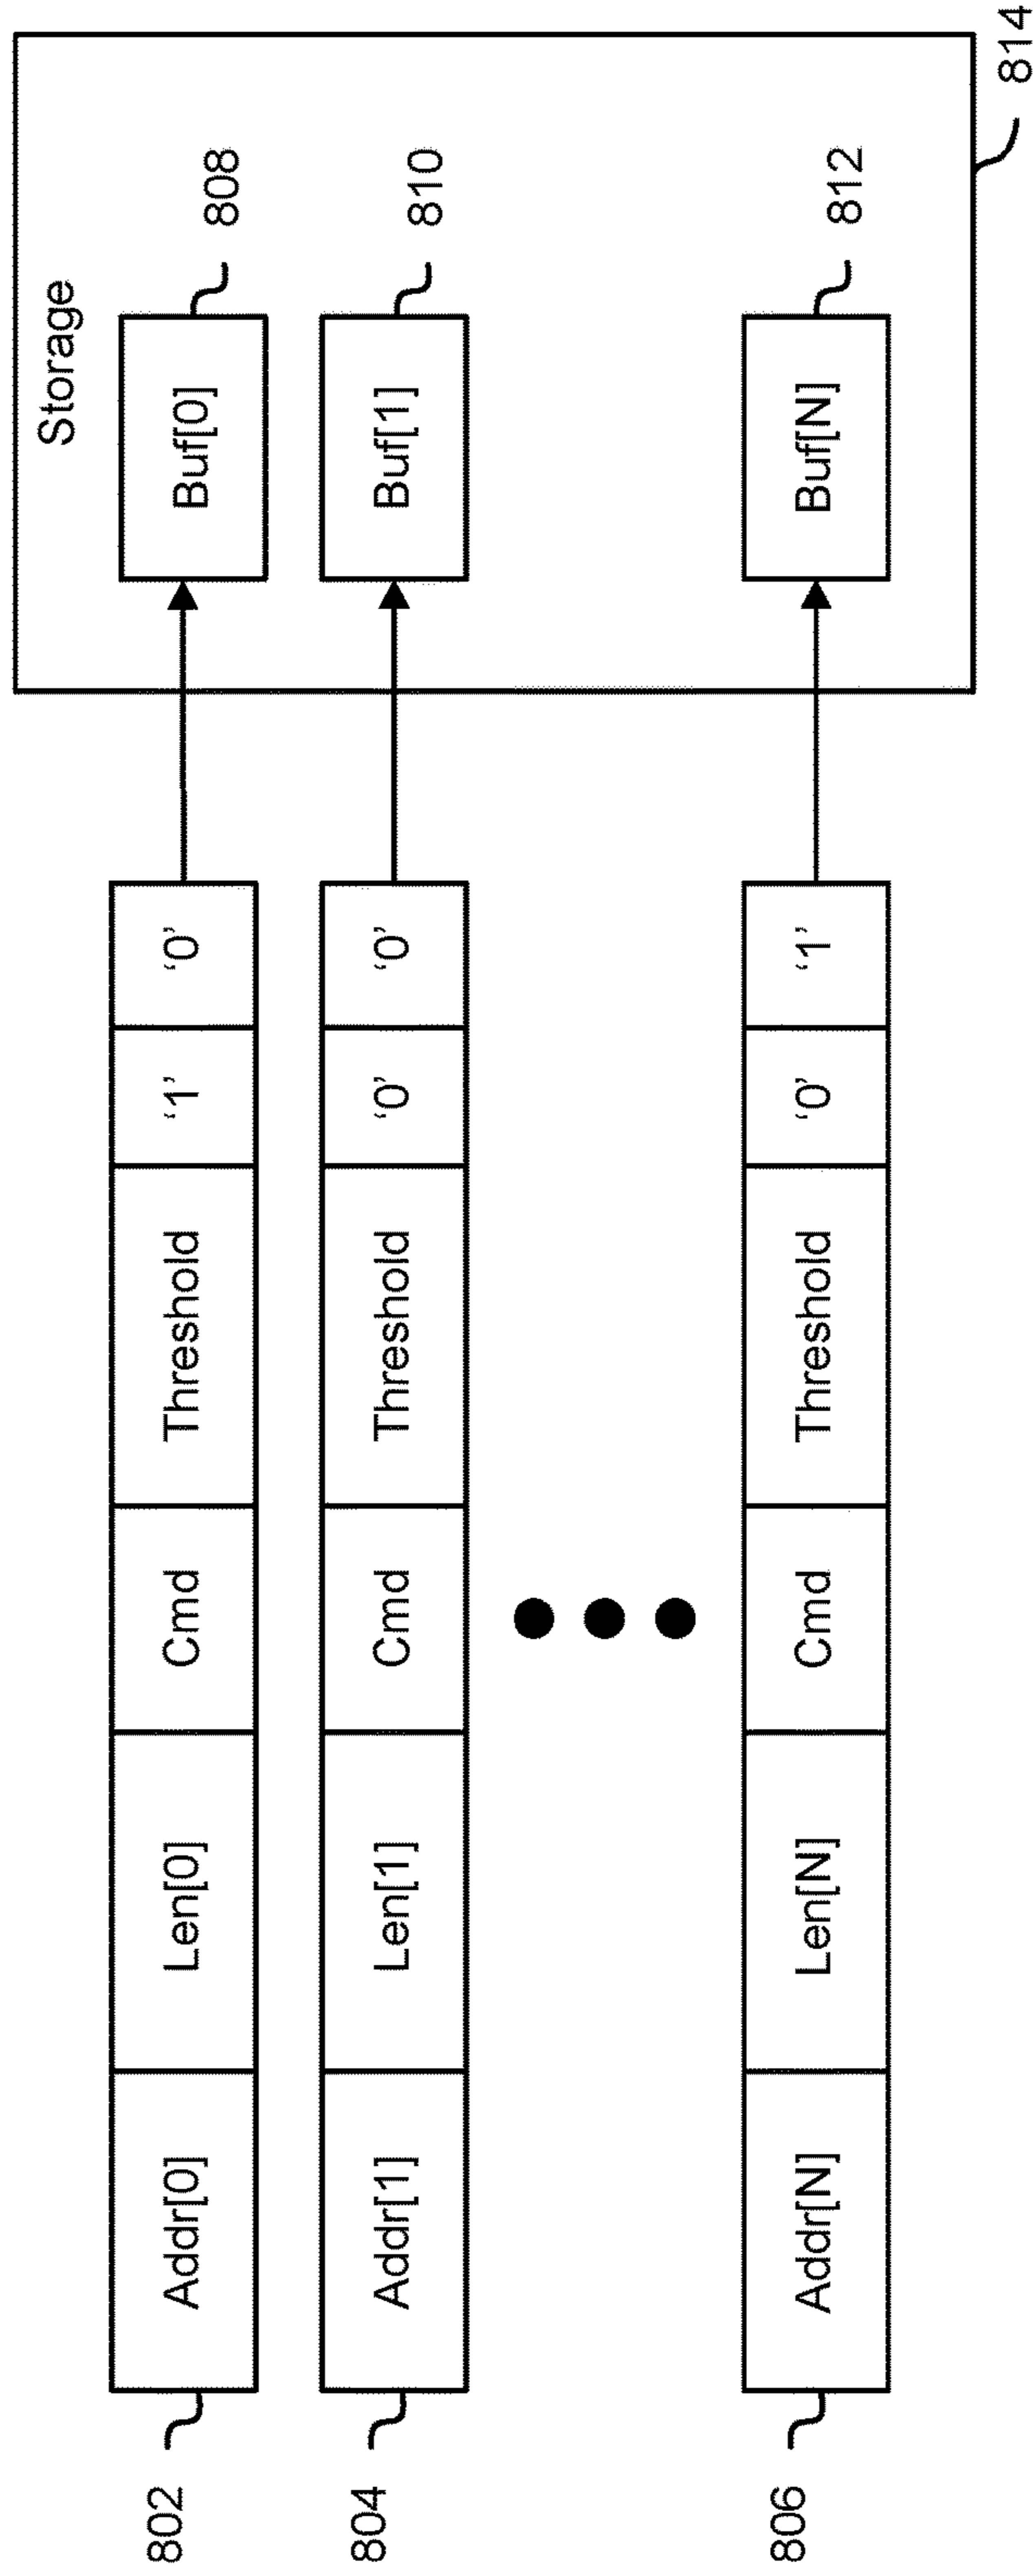 Storage
802
Addr[0]
Len[0]
Cmd
Threshold
‘1’
‘0’
Buf[0]
808
804
Addr[1]
Len[1]
Cmd
Threshold
‘0’
‘0’
Buf[1]
810
806
Addr[N]
Len[N]
Cmd
Threshold
‘0’
‘1’
Buf[N]
812
814